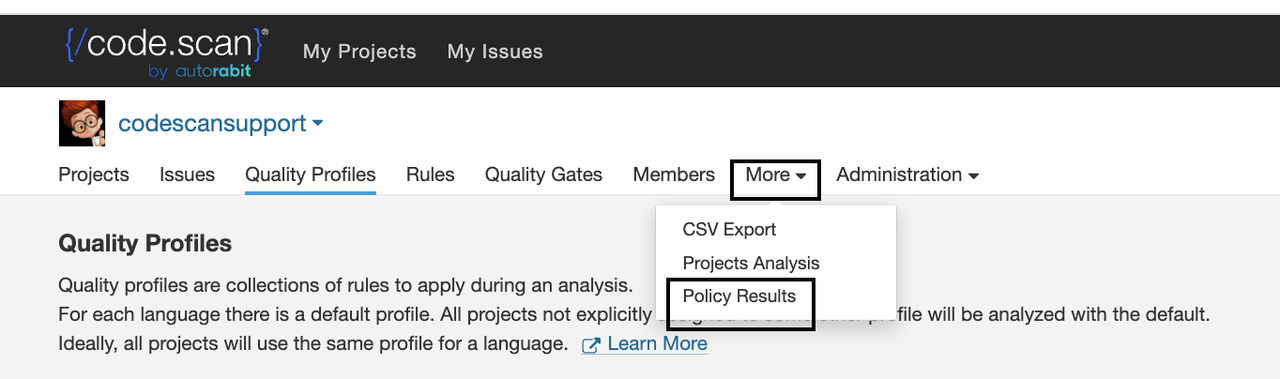 {/code.scan}®
by autorabit
My Projects My Issues
codescansupport
Projects Issues Quality Profiles Rules Quality Gates Members More Administration
CSV Export
Projects Analysis
Policy Results
Quality Profiles
Quality profiles are collections of rules to apply during an analysis.
For each language there is a default profile. All projects not explicitly file will be analyzed with the default.
Ideally, all projects will use the same profile for a language. Learn More